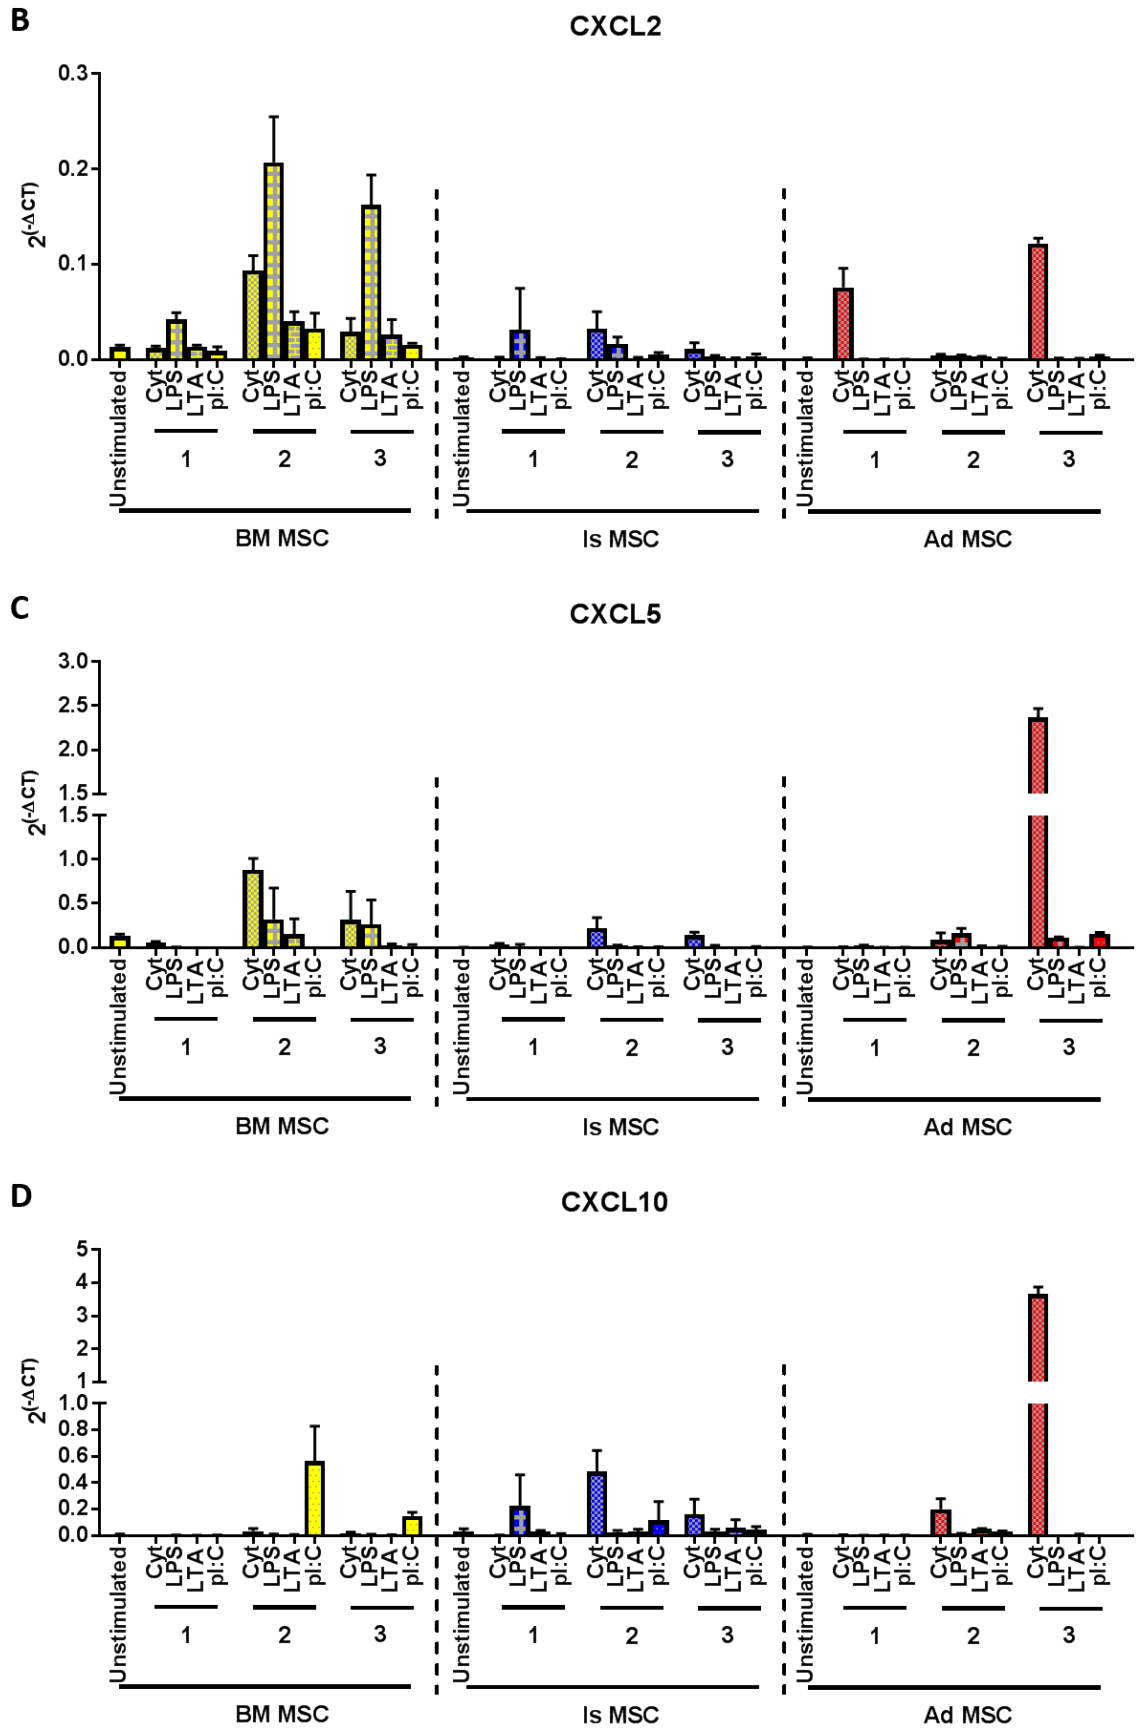 B
CXCL2
0.3
0.2
0.1
0.0
2(-ΔCT)
Unstimulated Cyt LPS LTA pI:C Cyt LPS LTA pI:C Cyt LPS LTA pI:C Unstimulated Cyt LPS LTA pI:C Cyt LPS LTA pI:C Cyt LPS LTA pI:C Unstimulated Cyt LPS LTA pI:C Cyt LPS LTA pI:C Cyt LPS LTA pI:C
1 2 3 1 2 3 1 2 3
BM MSC Is MSC Ad MSC
C
CXCL5
3.0
2.5
2.0
1.5
1.5
1.0
0.5
0.0
2(-ΔCT)
Unstimulated Cyt LPS LTA pI:C Cyt LPS LTA pI:C Cyt LPS LTA pI:C Unstimulated Cyt LPS LTA pI:C Cyt LPS LTA pI:C Cyt LPS LTA pI:C Unstimulated Cyt LPS LTA pI:C Cyt LPS LTA pI:C Cyt LPS LTA pI:C
1 2 3 1 2 3 1 2 3
BM MSC Is MSC Ad MSC
D
CXCL10
5
4
3
2
1
1.0
0.8
0.6
0.4
0.2
0.0
2(-ΔCT)
Unstimulated Cyt LPS LTA pI:C Cyt LPS LTA pI:C Cyt LPS LTA pI:C Unstimulated Cyt LPS LTA pI:C Cyt LPS LTA pI:C Cyt LPS LTA pI:C Unstimulated Cyt LPS LTA pI:C Cyt LPS LTA pI:C Cyt LPS LTA pI:C
1 2 3 1 2 3 1 2 3
BM MSC Is MSC Ad MSC